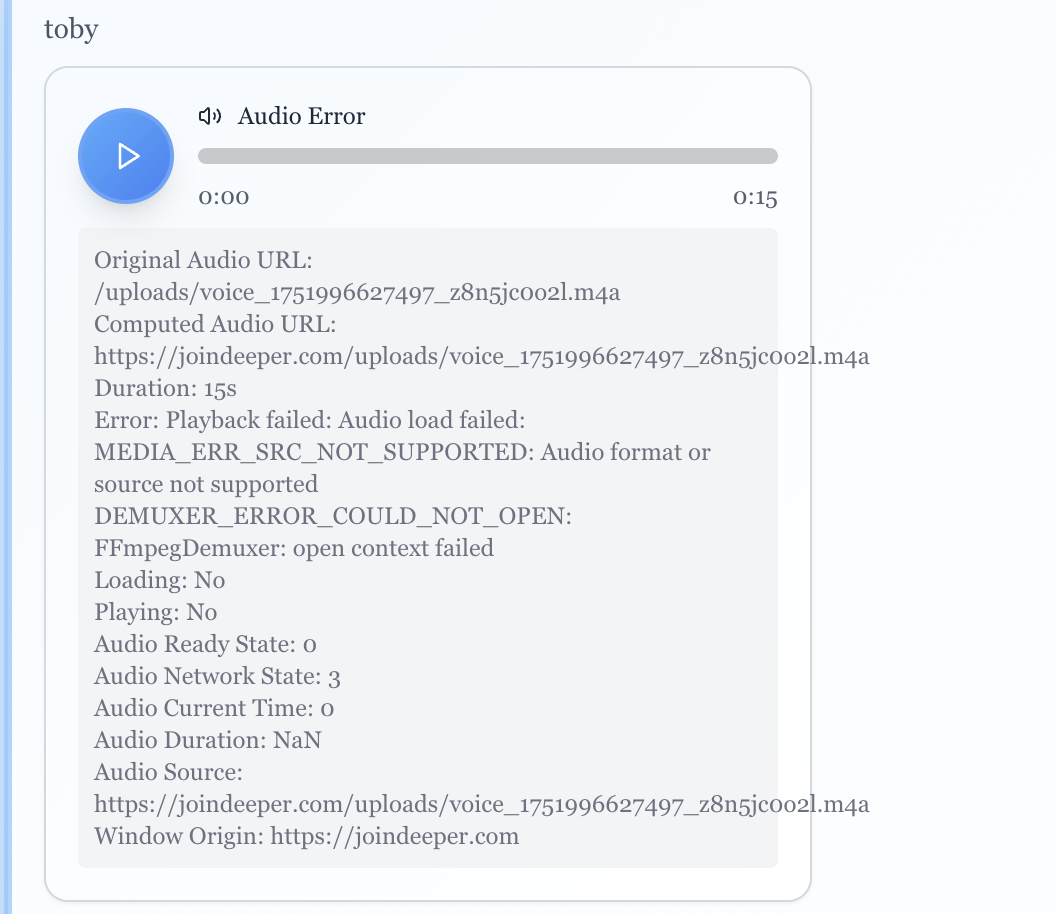 toby
Audio Error
0:00
0:15
Original Audio URL:
/uploads/voice_1751996627497_z8n5jc0o2l.m4a
Computed Audio URL:
https://joindeeper.com/uploads/voice_1751996627497_z8n5jc0o2l.m4a
Duration: 15s
Error: Playback failed: Audio load failed:
MEDIA_ERR_SRC_NOT_SUPPORTED: Audio format or
source not supported
DEMUXER_ERROR_COULD_NOT_OPEN:
FFmpegDemuxer: open context failed
Loading: No
Playing: No
Audio Ready State: 0
Audio Network State: 3
Audio Current Time: 0
Audio Duration: NaN
Audio Source:
https://joindeeper.com/uploads/voice_1751996627497_z8n5jc0o2l.m4a
Window Origin: https://joindeeper.com